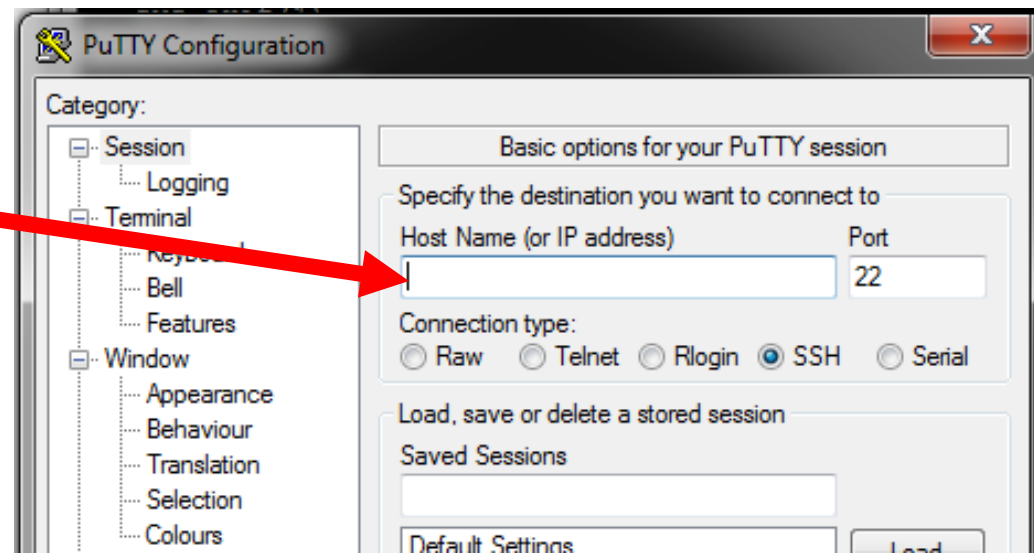 PuTTY Configuration
x
Category:
Session
Logging
Terminal
Bell
Features
Window
Appearance
Behaviour
Translation
Selection
Colours
Basic options for your PuTTY session
Specify the destination you want to connect to
Host Name (or IP address) Port
22
Connection type:
Raw Telnet Rlogin SSH Serial
Load, save or delete a stored session
Saved Sessions
Default Settings
Load